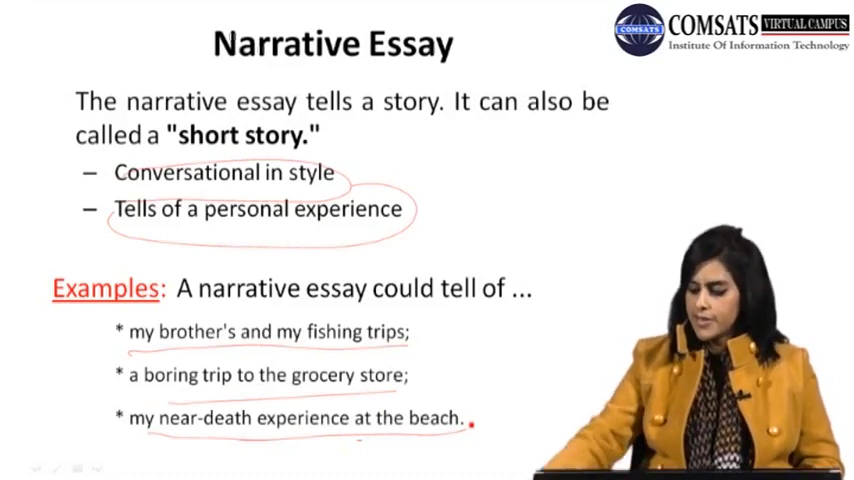 Narrative Essay
COMSATS VIRTUAL CAMPUS
COMSATS
Institute Of Information Technology
The narrative essay tells a story. It can also be
called a "short story."
– Conversational in style
– Tells of a personal experience
Examples: A narrative essay could tell of ...
* my brother's and my fishing trips;
* a boring trip to the grocery store;
* my near-death experience at the beach.